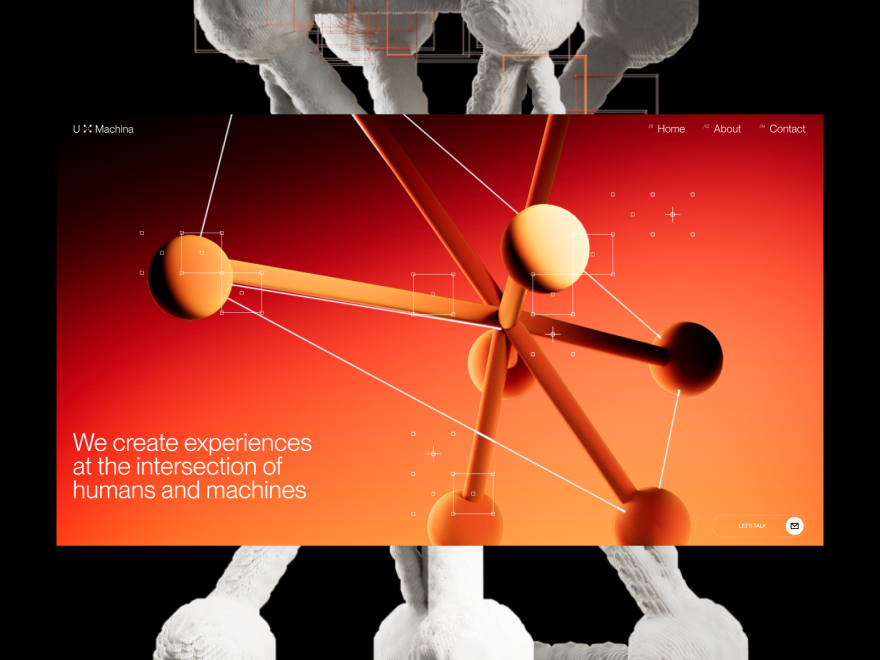 U Machina
Home
About
Contact
We create experiences
at the intersection of
humans and machines
LET'S TALK